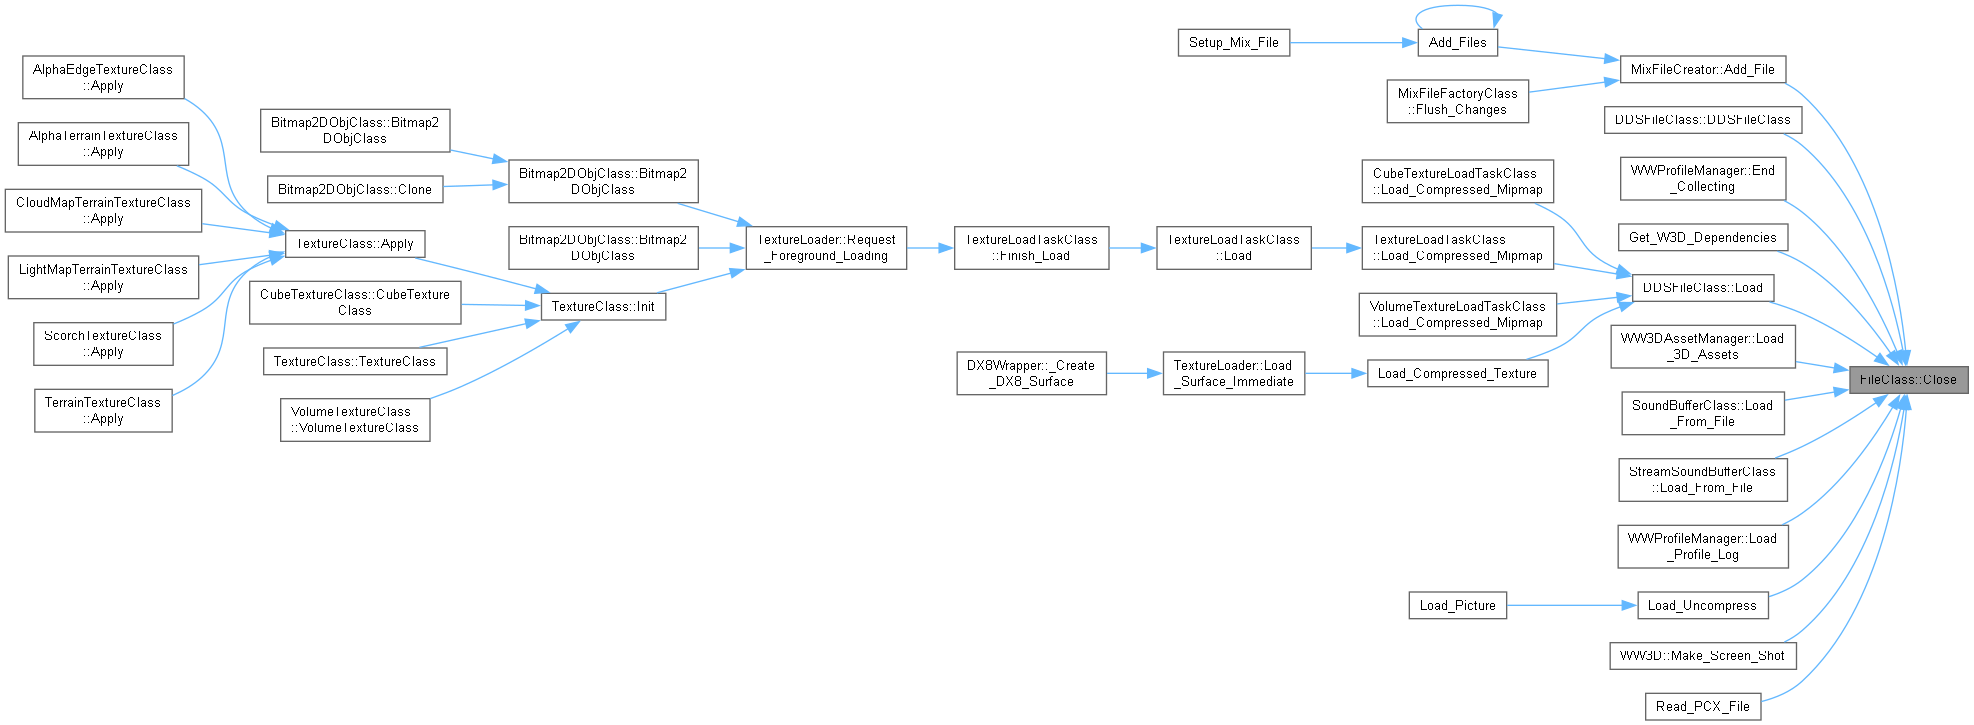 AlphaEdgeTextureClass
::Apply
AlphaTerrainTextureClass
::Apply
CloudMapTerrainTextureClass
::Apply
LightMapTerrainTextureClass
::Apply
ScorchTextureClass
::Apply
TerrainTextureClass
::Apply
TextureClass::Apply
Bitmap2DObjClass::Bitmap2
DObjClass
Bitmap2DObjClass::Clone
CubeTextureClass::CubeTexture
Class
TextureClass::TextureClass
VolumeTextureClass
::VolumeTextureClass
Bitmap2DObjClass::Bitmap2
DObjClass
Bitmap2DObjClass::Bitmap2
DObjClass
TextureClass::Init
TextureLoader::Request
_Foreground_Loading
TextureLoadTaskClass
::Finish_Load
DX8Wrapper::_Create
_DX8_Surface
TextureLoadTaskClass
::Load
TextureLoader::Load
_Surface_Immediate
Setup_Mix_File
Add_Files
MixFileFactoryClass
::Flush_Changes
CubeTextureLoadTaskClass
::Load_Compressed_Mipmap
TextureLoadTaskClass
::Load_Compressed_Mipmap
VolumeTextureLoadTaskClass
::Load_Compressed_Mipmap
Load_Compressed_Texture
Load_Picture
MixFileCreator::Add_File
DDSFileClass::DDSFileClass
WWProfileManager::End
_Collecting
Get_W3D_Dependencies
DDSFileClass::Load
WW3DAssetManager::Load
_3D_Assets
SoundBufferClass::Load
_From_File
StreamSoundBufferClass
::Load_From_File
WWProfileManager::Load
_Profile_Log
Load_Uncompress
WW3D::Make_Screen_Shot
Read_PCX_File
FileClass::Close